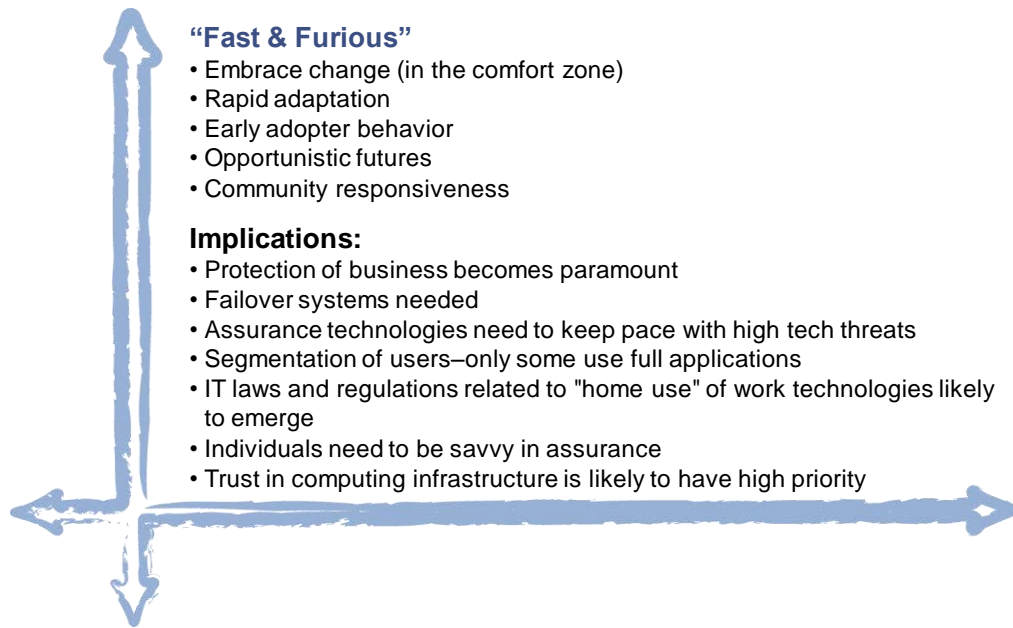 “Fast & Furious”
• Embrace change (in the comfort zone)
• Rapid adaptation
• Early adopter behavior
• Opportunistic futures
• Community responsiveness
Implications:
• Protection of business becomes paramount
• Failover systems needed
• Assurance technologies need to keep pace with high tech threats
• Segmentation of users–only some use full applications
• IT laws and regulations related to "home use" of work technologies likely
to emerge
• Individuals need to be savvy in assurance
• Trust in computing infrastructure is likely to have high priority